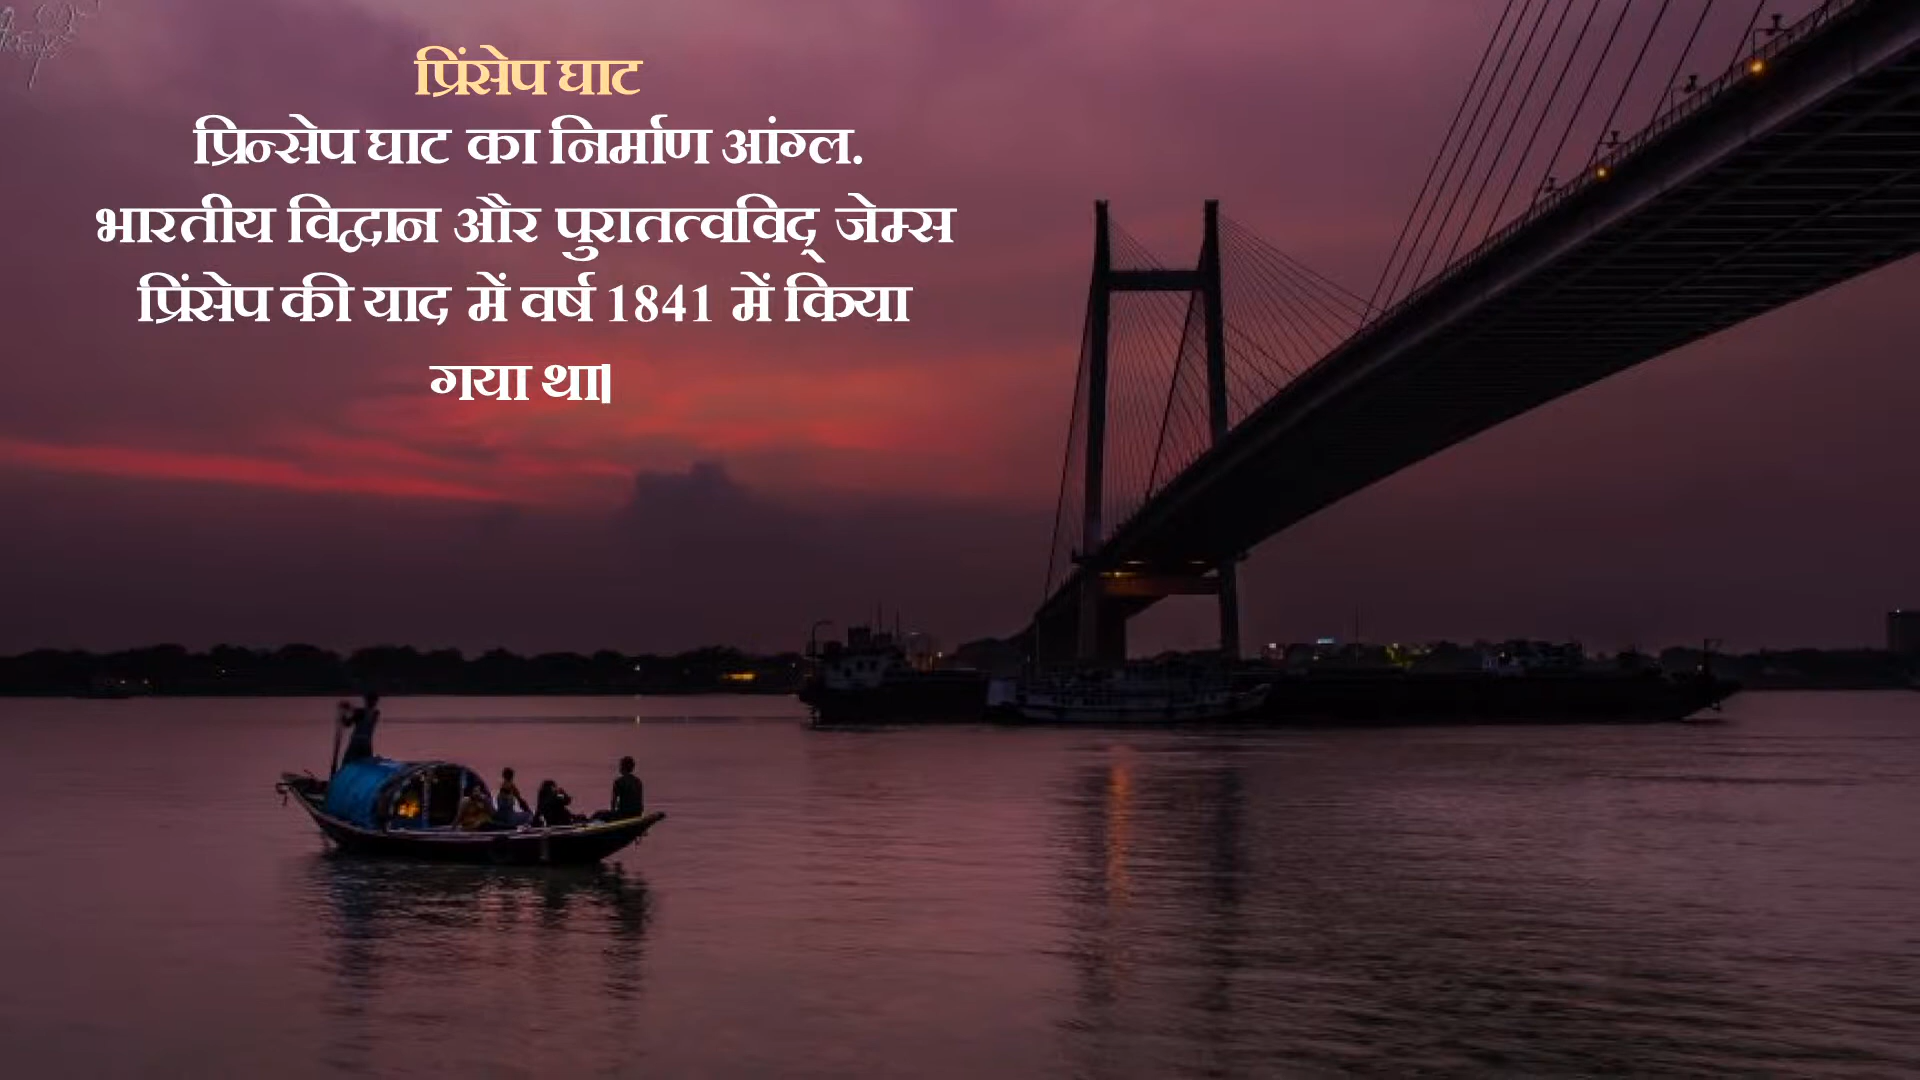 प्रिंसेप घाट
प्रिन्सेप घाट का निर्माण आंग्ल.
भारतीय विद्वान और पुरातत्वविद् जेम्स
प्रिंसेप की याद में वर्ष 1841 में किया
गया था।